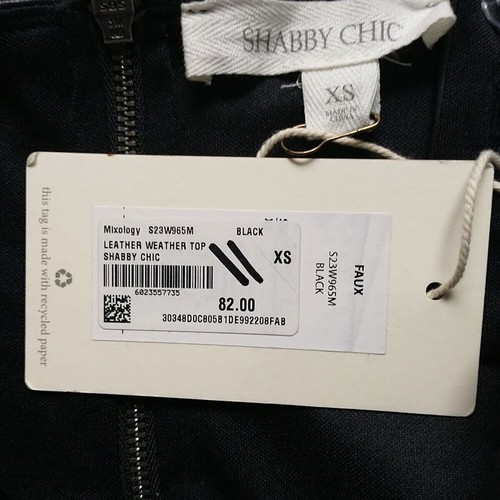 SBS
SHABBY CHIC
XS
MADE IN
CHINA
this tag is made with recycled paper
Mixology S23W965M BLACK
LEATHER WEATHER TOP
SHABBY CHIC
XS
6023557735
82.00
30348D0C805B1DE992208FAB
FAUX
S23W965M
BLACK